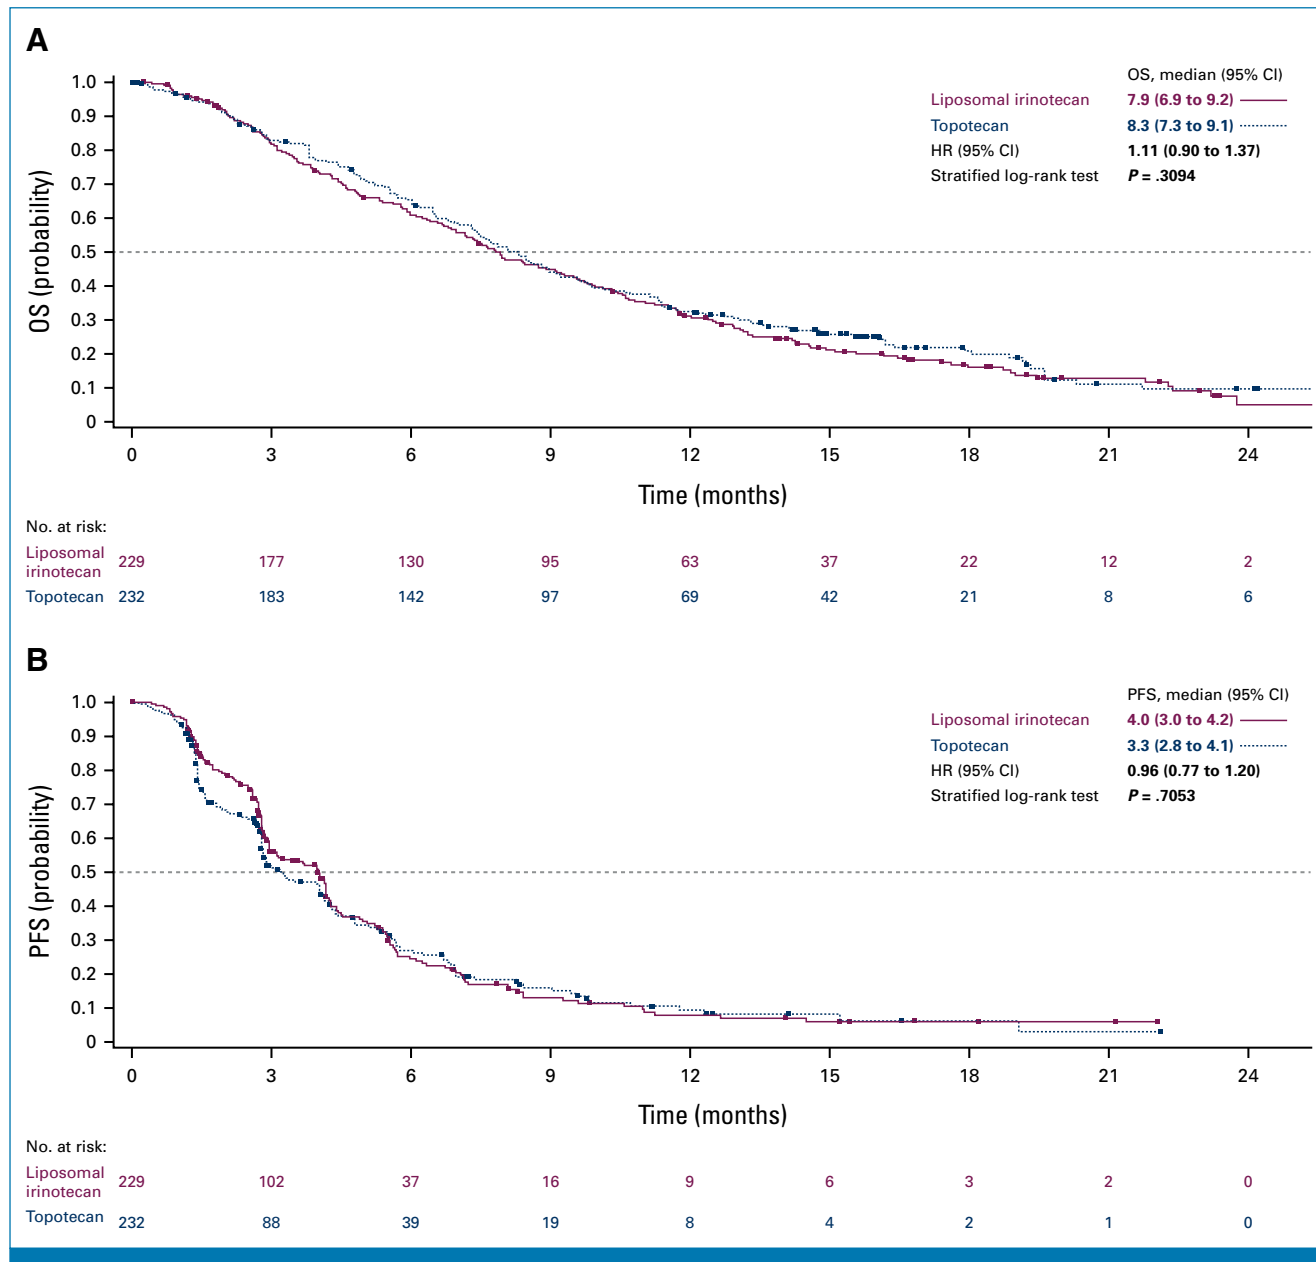 A
OS, median (95% CI)
Liposomal irinotecan 7.9 (6.9 to 9.2)
Topotecan 8.3 (7.3 to 9.1)
HR (95% CI) 1.11 (0.90 to 1.37)
Stratified log-rank test P = .3094
OS (probability)
1.0
0.9
0.8
0.7
0.6
0.5
0.4
0.3
0.2
0.1
0
0 3 6 9 12 15 18 21 24
Time (months)
No. at risk:
Liposomal
irinotecan 229 177 130 95 63 37 22 12 2
Topotecan 232 183 142 97 69 42 21 8 6
B
PFS, median (95% CI)
Liposomal irinotecan 4.0 (3.0 to 4.2)
Topotecan 3.3 (2.8 to 4.1)
HR (95% CI) 0.96 (0.77 to 1.20)
Stratified log-rank test P = .7053
PFS (probability)
1.0
0.9
0.8
0.7
0.6
0.5
0.4
0.3
0.2
0.1
0
0 3 6 9 12 15 18 21 24
Time (months)
No. at risk:
Liposomal
irinotecan 229 102 37 16 9 6 3 2 0
Topotecan 232 88 39 19 8 4 2 1 0